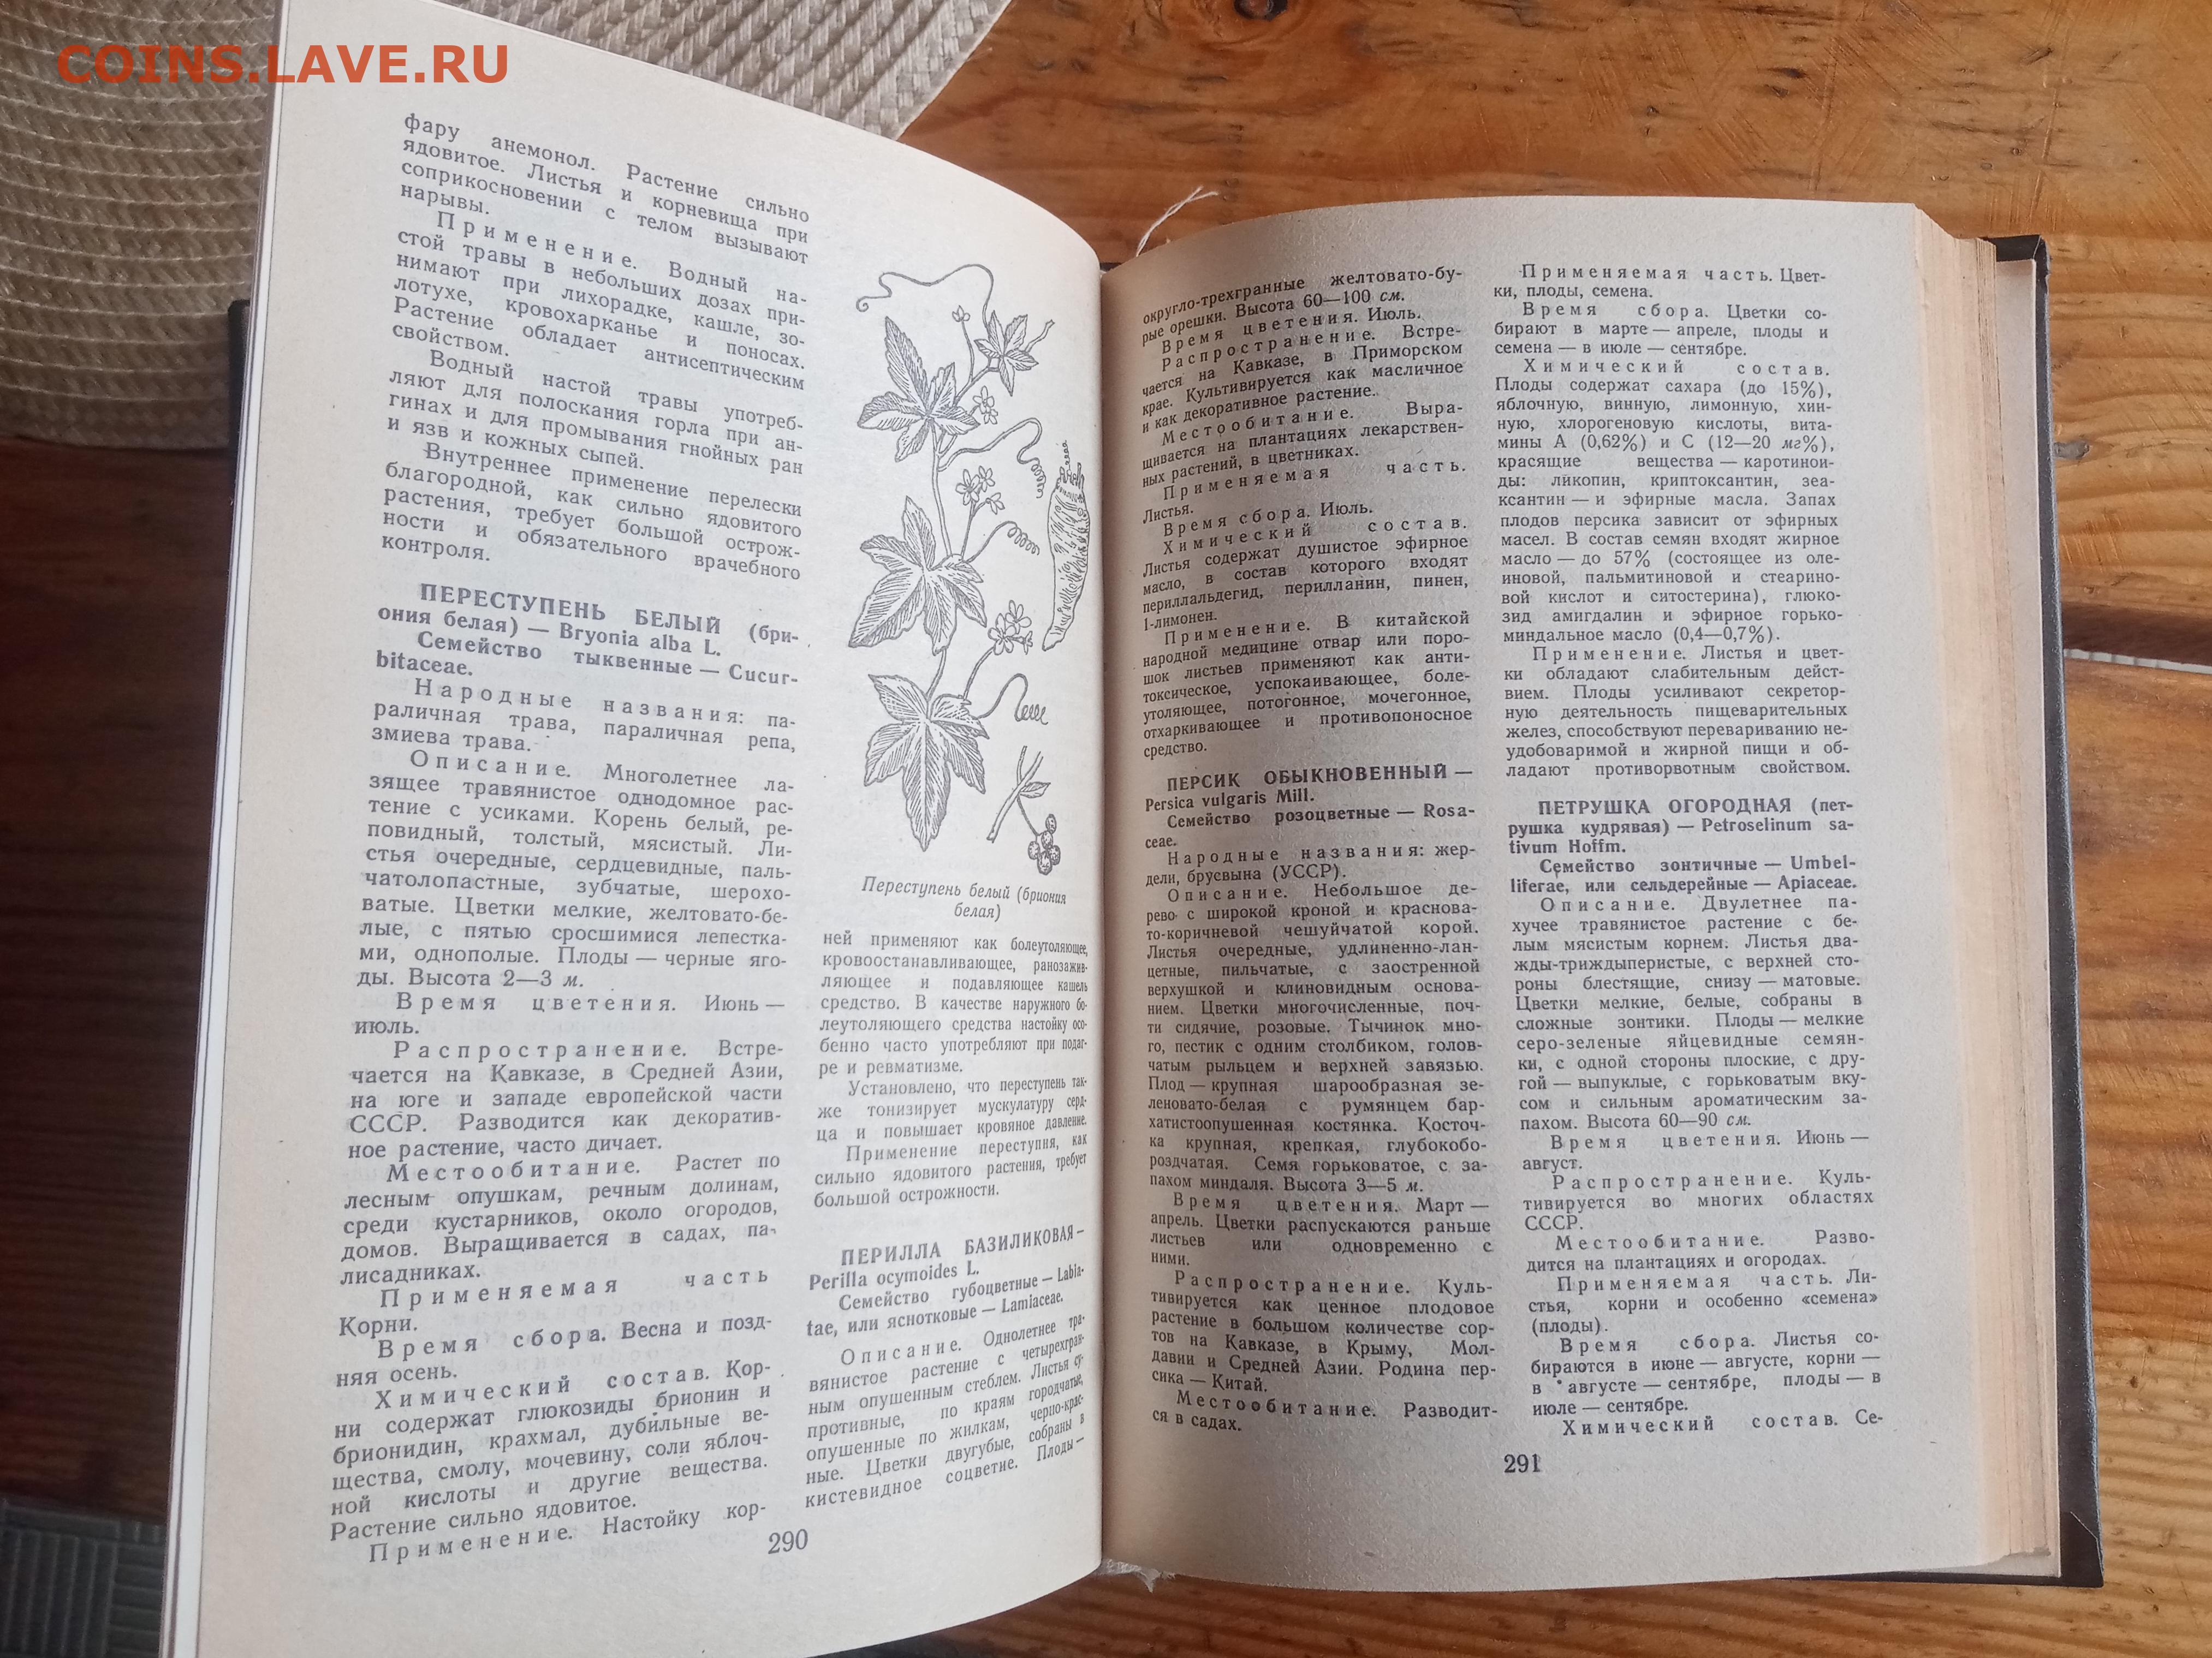 COINS.LAVE.RU
фару анемонол. Растение сильно
ядовитое. Листья и корневища при
соприкосновении с телом вызывают
нарывы.
Применение. Водный на-
стой травы в небольших дозах при-
нимают при лихорадке, кашле, зо-
лотухе, кровохарканье и поносах.
Растение обладает антисептическим
свойством.
Водный настой травы употреб-
ляют для полоскания горла при ан-
гинах и для промывания гнойных ран
и язв и кожных сыпей.
Внутреннее применение перелески
благородной, как сильно ядовитого
растения, требует большой осторож-
ности и обязательного врачебного
контроля.
ПЕРЕСТУПЕНЬ БЕЛЫЙ (бри-
ония белая) — Bryonia alba L.
Семейство тыквенные — Cucur-
bitaceae.
Народные названия: па-
раличная трава, параличная репа,
змиева трава.
Описание. Многолетнее ла-
зящее травянистое однодомное рас-
тение с усиками. Корень белый, ре-
повидный, толстый, мясистый. Ли-
стья очередные, сердцевидные, паль-
чатолопастные, зубчатые, шерохо-
ватые. Цветки мелкие, желтовато-бе-
лые, с пятью сросшимися лепестка-
ми, однополые. Плоды — черные яго-
ды. Высота 2—3 м.
Время цветения. Июнь —
июль.
Распространение. Встре-
чается на Кавказе, в Средней Азии,
на юге и западе европейской части
СССР. Разводится как декоратив-
ное растение, часто дичает.
Местообитание. Растет по
лесным опушкам, речным долинам,
среди кустарников, около огородов,
домов. Выращивается в садах, па-
лисадниках.
Применяемая часть
Корни.
Время сбора. Весна и позд-
няя осень.
Химический состав. Кор-
ни содержат глюкозиды брионин и
брионидин, крахмал, дубильные ве-
щества, смолу, мочевину, соли яблоч-
ной кислоты и другие вещества.
Растение сильно ядовитое.
Применение. Настойку кор-
Переступень белый (бриония
белая)
ней применяют как болеутоляющее,
кровоостанавливающее, ранозажив-
ляющее и подавляющее кашель
средство. В качестве наружного бо-
леутоляющего средства настойку осо-
бенно часто употребляют при подаг-
ре и ревматизме.
Установлено, что переступень так-
же тонизирует мускулатуру серд-
ца и повышает кровяное давление.
Применение переступня, как
сильно ядовитого растения, требует
большой осторожности.
ПЕРИЛЛА БАЗИЛИКОВАЯ —
Perilla ocymoides L.
Семейство губоцветные — Labia-
tae, или яснотковые — Lamiaceae.
Описание. Однолетнее тра-
вянистое растение с четырехгран-
ным опушенным стеблем. Листья су-
противные, по краям городчатые,
опушенные по жилкам, черно-крас-
ные. Цветки двугубые, собраны в
кистевидное соцветие. Плоды —
290
округло-трехгранные желтовато-бу-
рые орешки. Высота 60—100 см.
Время цветения. Июль.
Распространение. Встре-
чается на Кавказе, в Приморском
крае. Культивируется как масличное
и как декоративное растение.
Местообитание. Выра-
щивается на плантациях лекарствен-
ных растений, в цветниках.
Применяемая часть.
Листья.
Время сбора. Июль.
Химический состав.
Листья содержат душистое эфирное
масло, в состав которого входят
периллальдегид, перилланин, пинен,
l-лимонен.
Применение. В китайской
народной медицине отвар или поро-
шок листьев применяют как анти-
токсическое, успокаивающее, боле-
утоляющее, потогонное, мочегонное,
отхаркивающее и противопоносное
средство.
ПЕРСИК ОБЫКНОВЕННЫЙ —
Persica vulgaris Mill.
Семейство розоцветные — Rosa-
ceae.
Народные названия: жер-
дели, брусвына (УССР).
Описание. Небольшое де-
рево с широкой кроной и краснова-
то-коричневой чешуйчатой корой.
Листья очередные, удлиненно-лан-
цетные, пильчатые, с заостренной
верхушкой и клиновидным основа-
нием. Цветки многочисленные, поч-
ти сидячие, розовые. Тычинок мно-
го, пестик с одним столбиком, голов-
чатым рыльцем и верхней завязью.
Плод — крупная шарообразная зе-
леновато-белая с румянцем бар-
хатистоопушенная костянка. Косточ-
ка крупная, крепкая, глубокобо-
роздчатая. Семя горьковатое, с за-
пахом миндаля. Высота 3—5 м.
Время цветения. Март —
апрель. Цветки распускаются раньше
листьев или одновременно с
ними.
Распространение. Куль-
тивируется как ценное плодовое
растение в большом количестве сор-
тов на Кавказе, в Крыму, Мол-
давии и Средней Азии. Родина пер-
сика — Китай.
Местообитание. Разводит-
ся в садах.
Применяемая часть. Цвет-
ки, плоды, семена.
Время сбора. Цветки со-
бирают в марте — апреле, плоды и
семена — в июле — сентябре.
Химический состав.
Плоды содержат сахара (до 15%),
яблочную, винную, лимонную, хин-
ную, хлорогеновую кислоты, вита-
мины А (0,62%) и С (12—20 мг%),
красящие вещества — каротинои-
ды: ликопин, криптоксантин, зеа-
ксантин — и эфирные масла. Запах
плодов персика зависит от эфирных
масел. В состав семян входят жирное
масло — до 57% (состоящее из оле-
иновой, пальмитиновой и стеарино-
вой кислот и ситостерина), глюко-
зид амигдалин и эфирное горько-
миндальное масло (0,4—0,7%).
Применение. Листья и цвет-
ки обладают слабительным дейст-
вием. Плоды усиливают секретор-
ную деятельность пищеварительных
желез, способствуют перевариванию не-
удобоваримой и жирной пищи и об-
ладают противорвотным свойством.
ПЕТРУШКА ОГОРОДНАЯ (пет-
рушка кудрявая) — Petroselinum sa-
tivum Hoffm.
Семейство зонтичные — Umbel-
liferae, или сельдерейные — Apiaceae.
Описание. Двулетнее па-
хучее травянистое растение с бе-
лым мясистым корнем. Листья два-
жды-триждыперистые, с верхней сто-
роны блестящие, снизу — матовые.
Цветки мелкие, белые, собраны в
сложные зонтики. Плоды — мелкие
серо-зеленые яйцевидные семян-
ки, с одной стороны плоские, с дру-
гой — выпуклые, с горьковатым вку-
сом и сильным ароматическим за-
пахом. Высота 60—90 см.
Время цветения. Июнь —
август.
Распространение. Куль-
тивируется во многих областях
СССР.
Местообитание. Разво-
дится на плантациях и огородах.
Применяемая часть. Ли-
стья, корни и особенно «семена»
(плоды).
Время сбора. Листья со-
бираются в июне — августе, корни —
в августе — сентябре, плоды — в
июле — сентябре.
Химический состав. Се-
291